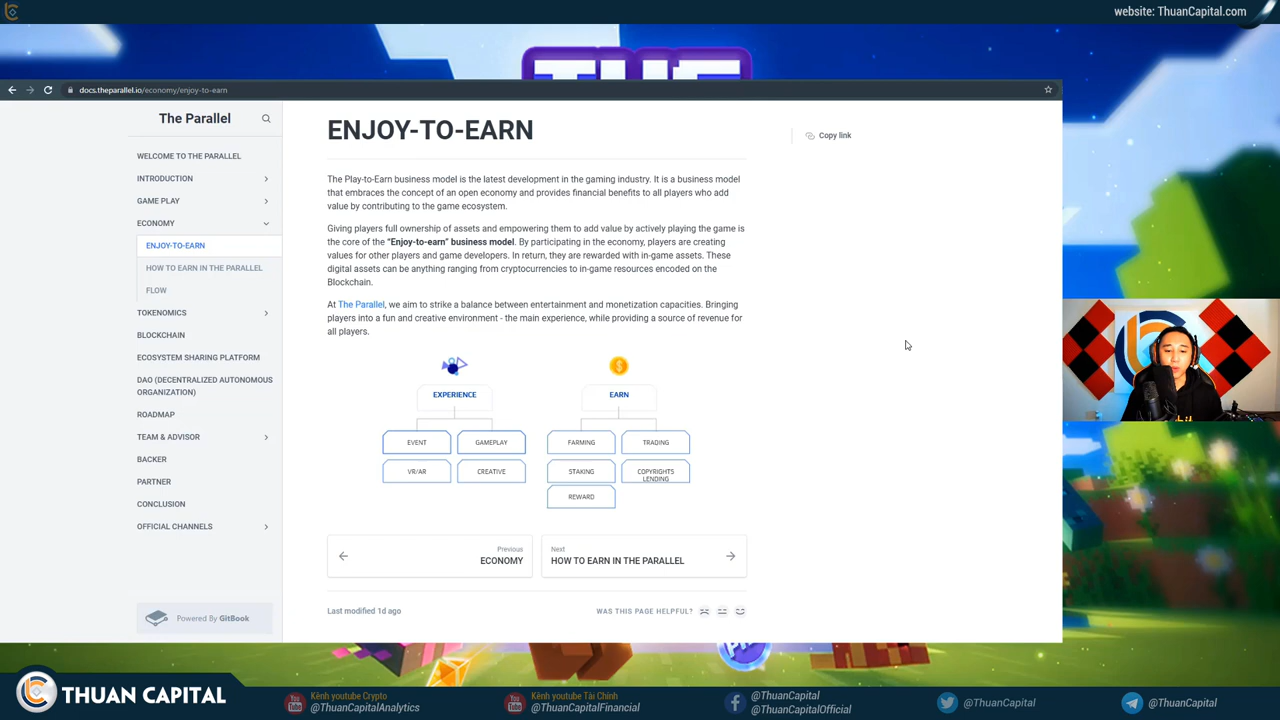 website: ThuanCapital.com
THE
docs.theparallel.io/economy/enjoy-to-earn
The Parallel
WELCOME TO THE PARALLEL
INTRODUCTION
GAME PLAY
ECONOMY
ENJOY-TO-EARN
HOW TO EARN IN THE PARALLEL
FLOW
TOKENOMICS
BLOCKCHAIN
ECOSYSTEM SHARING PLATFORM
DAO (DECENTRALIZED AUTONOMOUS
ORGANIZATION)
ROADMAP
TEAM & ADVISOR
BACKER
PARTNER
CONCLUSION
OFFICIAL CHANNELS
Powered By GitBook
ENJOY-TO-EARN
Copy link
The Play-to-Earn business model is the latest development in the gaming industry. It is a business model
that embraces the concept of an open economy and provides financial benefits to all players who add
value by contributing to the game ecosystem.
Giving players full ownership of assets and empowering them to add value by actively playing the game is
the core of the “Enjoy-to-earn” business model. By participating in the economy, players are creating
values for other players and game developers. In return, they are rewarded with in-game assets. These
digital assets can be anything ranging from cryptocurrencies to in-game resources encoded on the
Blockchain.
At The Parallel, we aim to strike a balance between entertainment and monetization capacities. Bringing
players into a fun and creative environment - the main experience, while providing a source of revenue for
all players.
EXPERIENCE
EVENT
GAMEPLAY
VR/AR
CREATIVE
EARN
FARMING
TRADING
STAKING
COPYRIGHTS
LENDING
REWARD
Previous
ECONOMY
Next
HOW TO EARN IN THE PARALLEL
Last modified 1d ago
WAS THIS PAGE HELPFUL?
THUAN CAPITAL
Kênh youtube Crypto
@ThuanCapitalAnalytics
Kênh youtube Tài Chính
@ThuanCapitalFinancial
@ThuanCapital
@ThuanCapitalOfficial
@ThuanCapital
@ThuanCapital